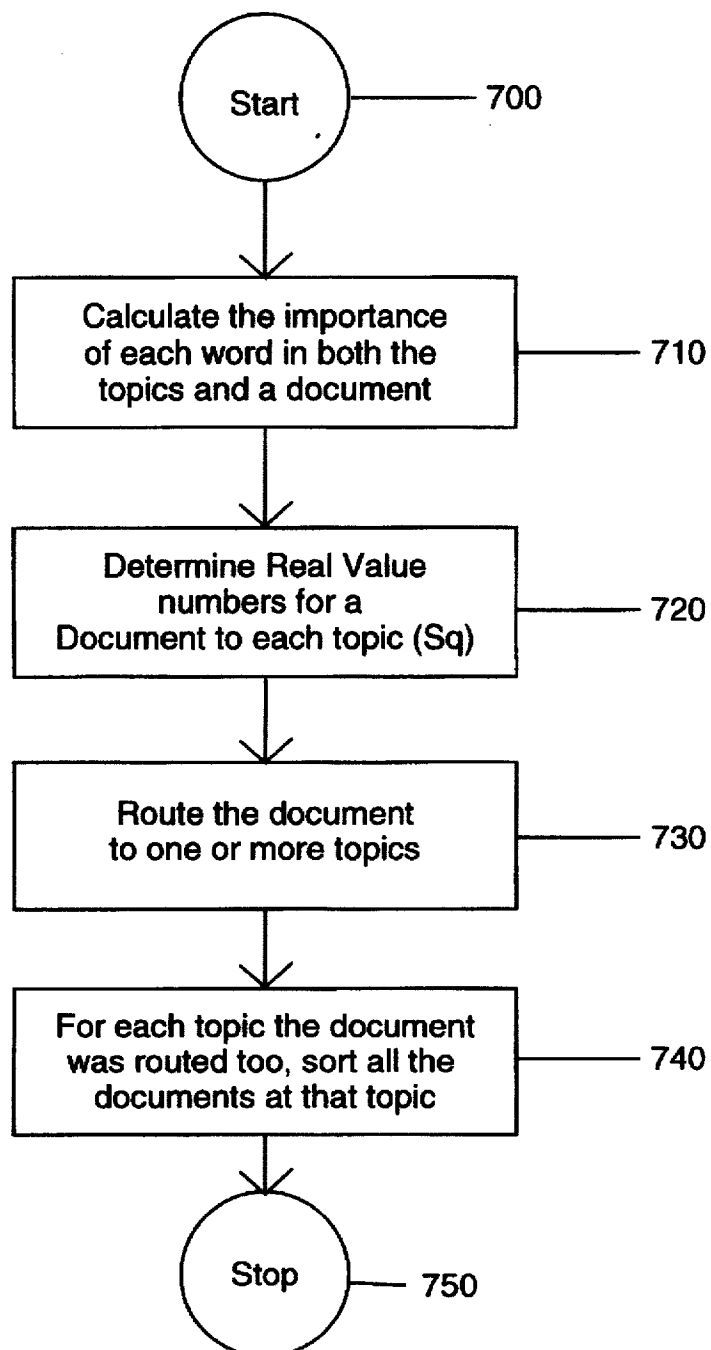 Start
700
Calculate the importance
of each word in both the
topics and a document
710
Determine Real Value
numbers for a
Document to each topic (Sq)
720
Route the document
to one or more topics
730
For each topic the document
was routed too, sort all the
documents at that topic
740
Stop
750